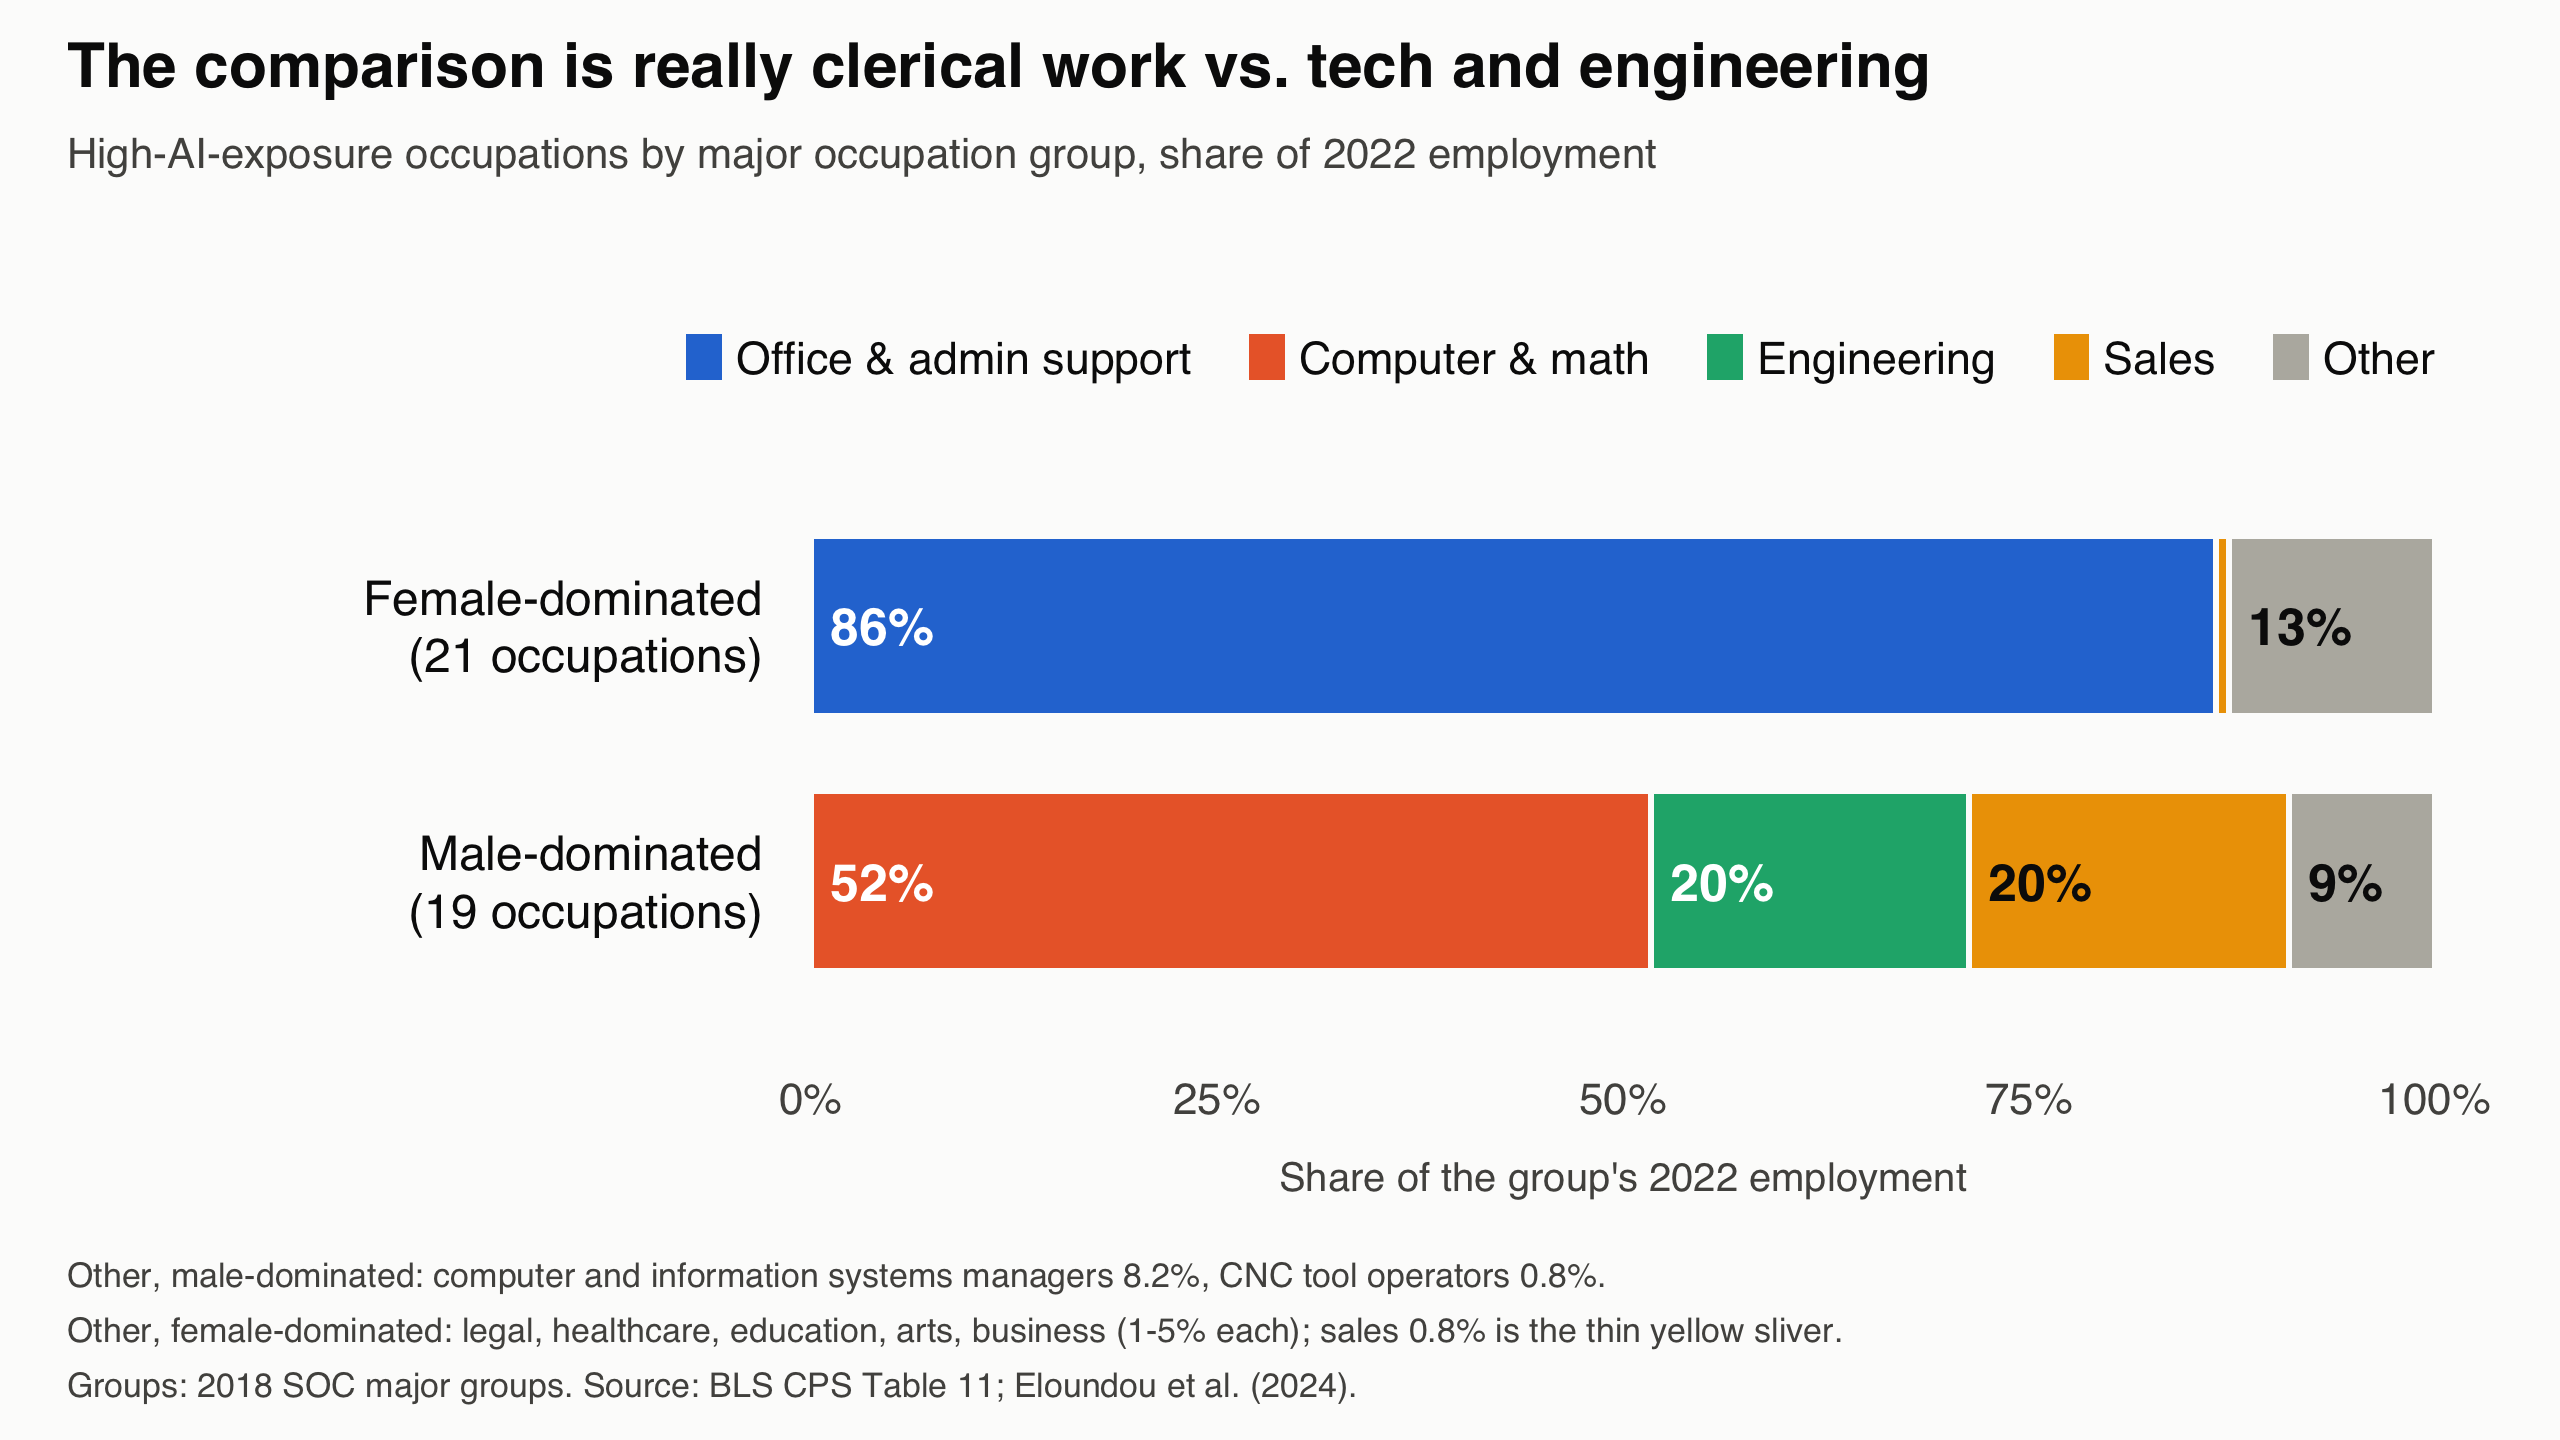 The comparison is really clerical work vs. tech and engineering
High-AI-exposure occupations by major occupation group, share of 2022 employment
Office & admin support Computer & math Engineering Sales Other
Female-dominated
(21 occupations)
86% 13%
Male-dominated
(19 occupations)
52% 20% 20% 9%
0% 25% 50% 75% 100%
Share of the group's 2022 employment
Other, male-dominated: computer and information systems managers 8.2%, CNC tool operators 0.8%.
Other, female-dominated: legal, healthcare, education, arts, business (1-5% each); sales 0.8% is the thin yellow sliver.
Groups: 2018 SOC major groups. Source: BLS CPS Table 11; Eloundou et al. (2024).